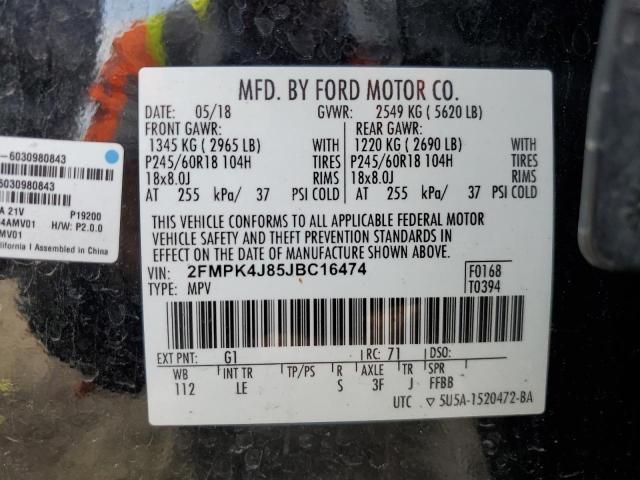 MFD. BY FORD MOTOR CO.
DATE: 05/18 GVWR: 2549 KG ( 5620 LB)
FRONT GAWR: REAR GAWR:
1345 KG ( 2965 LB) WITH 1220 KG ( 2690 LB) WITH
P245/60R18 104H TIRES P245/60R18 104H TIRES
18x8.0J RIMS 18x8.0J RIMS
AT 255 kPa/ 37 PSI COLD AT 255 kPa/ 37 PSI COLD
THIS VEHICLE CONFORMS TO ALL APPLICABLE FEDERAL MOTOR
VEHICLE SAFETY AND THEFT PREVENTION STANDARDS IN
EFFECT ON THE DATE OF MANUFACTURE SHOWN ABOVE.
VIN: 2FMPK4J85JBC16474 F0168
TYPE: MPV T0394
EXT PNT: G1 RC: 71 DSO:
WB INT TR TP/PS R AXLE TR SPR
112 LE S 3F J FFBB
UTC ▽ 5U5A-1520472-BA
-6030980843
6030980843
A 21V P19200
4AMV01 H/W: P2.0.0
MV01
alifornia | Assembled in China